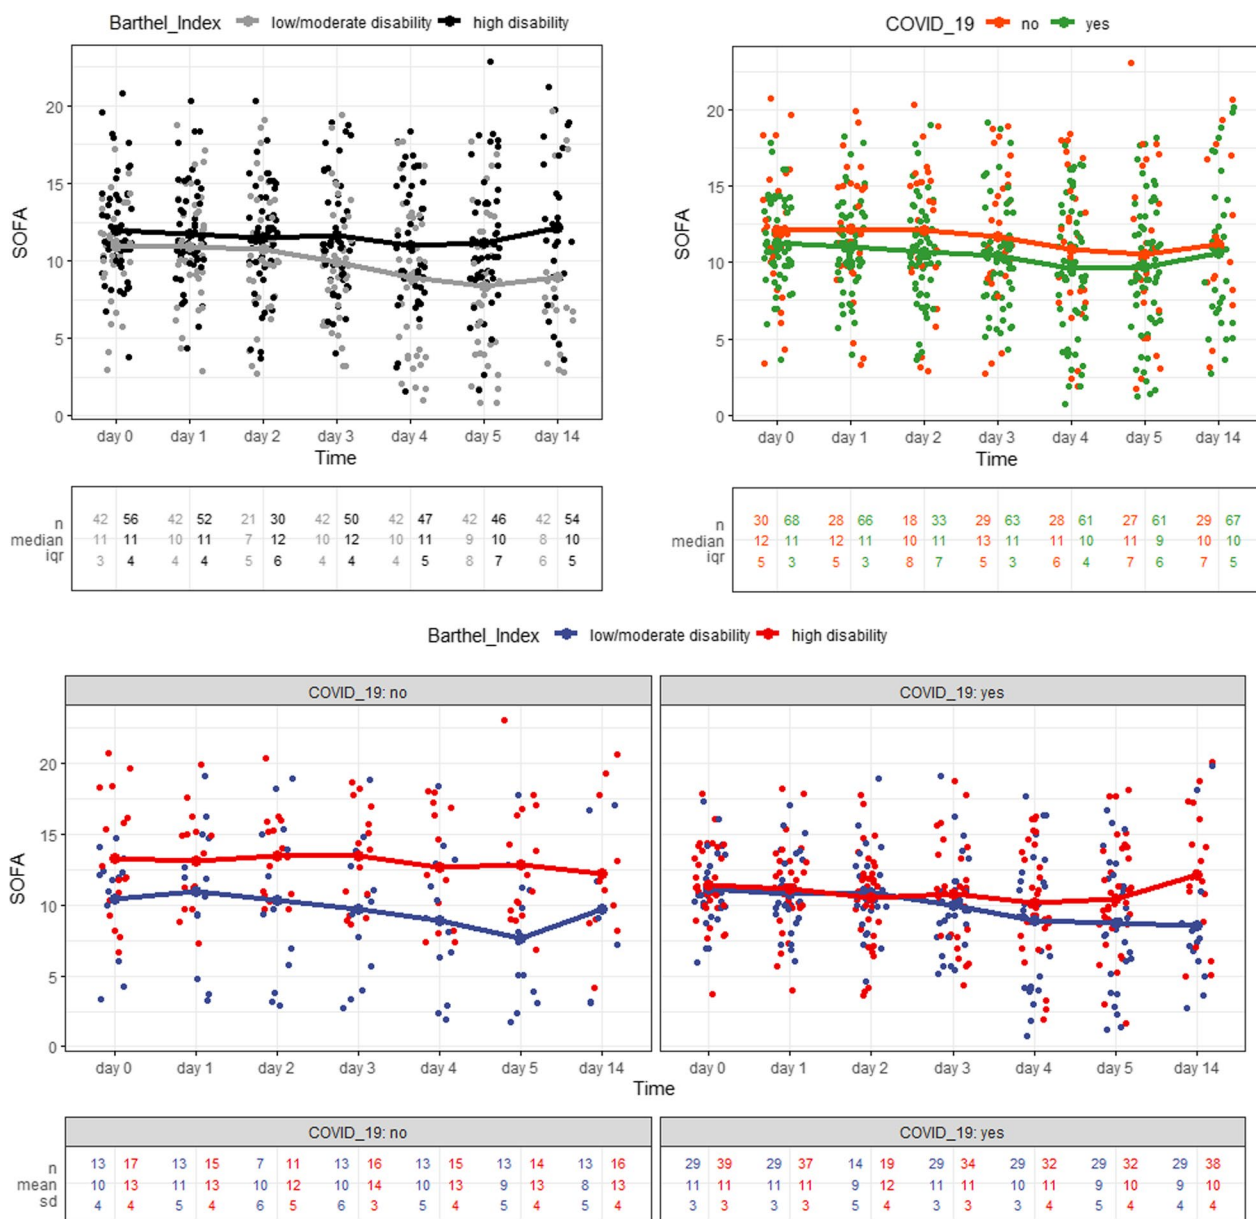 Barthel_Index low/moderate disability high disability
20
15
10
5
0
SOFA
day 0 day 1 day 2 day 3 day 4 day 5 day 14
Time
n 42 56 42 52 21 30 42 50 42 47 42 46 42 54
median 11 11 10 11 7 12 10 12 10 11 9 10 8 10
iqr 3 4 4 4 5 6 4 4 4 5 8 7 6 5
COVID_19 no yes
20
15
10
5
0
SOFA
day 0 day 1 day 2 day 3 day 4 day 5 day 14
Time
n 30 68 28 66 18 33 29 63 28 61 27 61 29 67
median 12 11 12 11 10 11 13 11 11 10 11 9 10 10
iqr 5 3 5 3 8 7 5 3 6 4 7 6 7 5
Barthel_Index low/moderate disability high disability
COVID_19: no COVID_19: yes
20
15
10
5
0
SOFA
day 0 day 1 day 2 day 3 day 4 day 5 day 14 day 0 day 1 day 2 day 3 day 4 day 5 day 14
Time
COVID_19: no COVID_19: yes
n 13 17 13 15 7 11 13 16 13 15 13 14 13 16 29 39 29 37 14 19 29 34 29 32 29 32 29 38
mean 10 13 11 13 10 12 10 14 10 13 9 13 8 13 11 11 11 11 9 12 11 11 10 11 9 10 9 10
sd 4 4 5 4 6 5 6 3 5 4 5 4 5 4 3 3 3 3 5 4 3 3 3 4 5 4 4 4